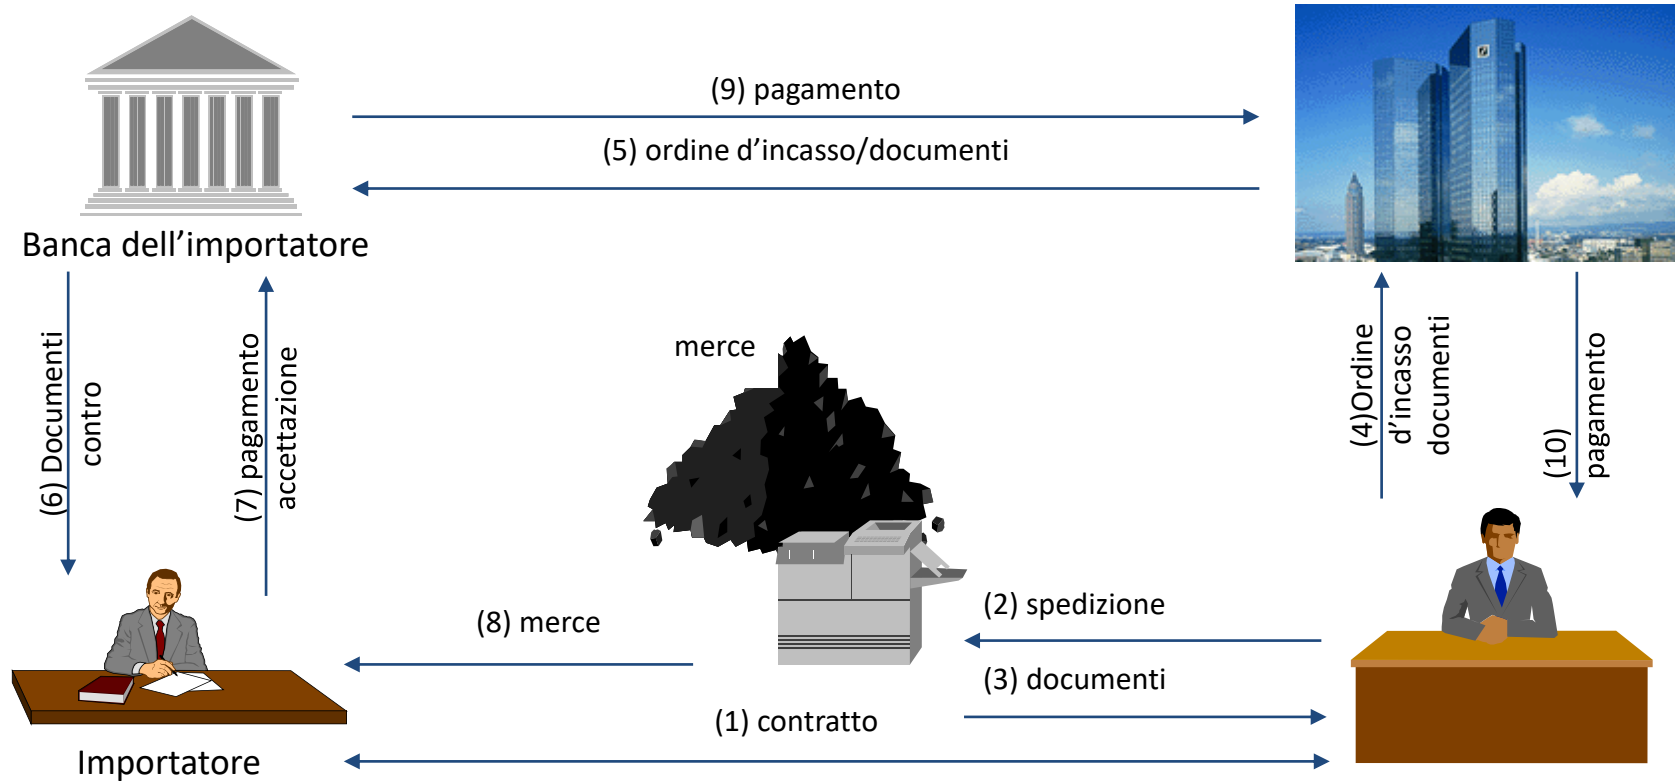 (9) pagamento
(5) ordine d’incasso/documenti
Banca dell’importatore
(6) Documenti
contro
(7) pagamento
accettazione
merce
(4)Ordine
d’incasso
documenti
(10)
pagamento
(2) spedizione
(8) merce
(3) documenti
(1) contratto
Importatore